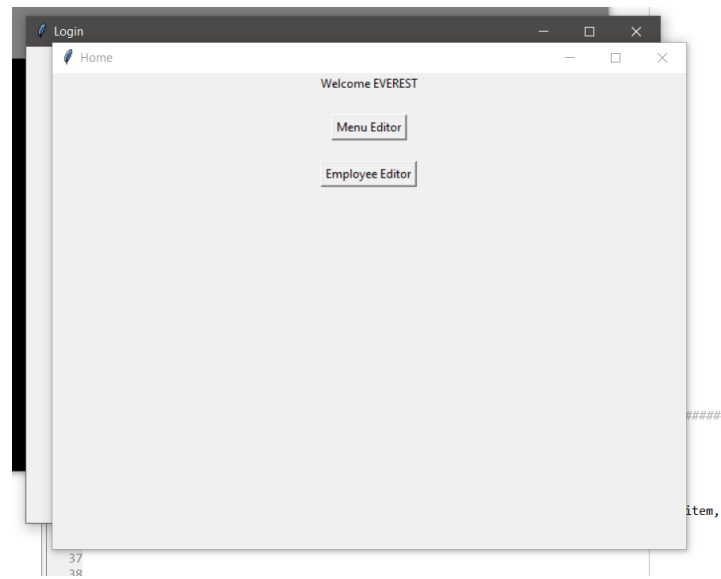 Login
Home
Welcome EVEREST
Menu Editor
Employee Editor
#####
item,
37
38